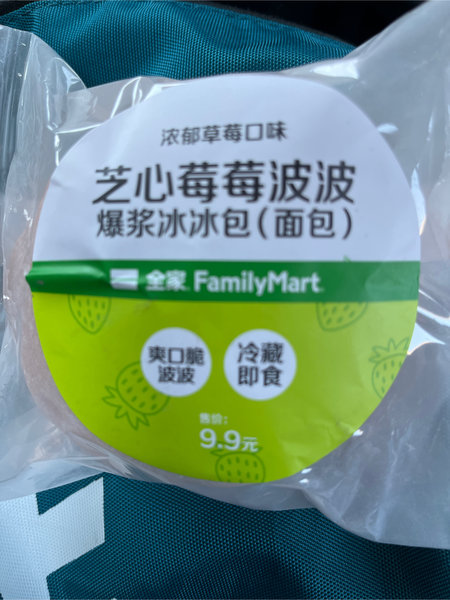 浓郁草莓口味
芝心莓莓波波
爆浆冰冰包(面包)
全家 FamilyMart
爽口脆
波波
冷藏
即食
售价:
9.9元